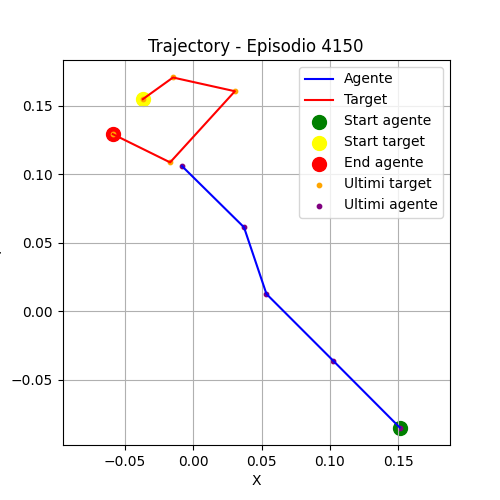 Trajectory - Episodio 4150
Agente
Target
Start agente
Start target
End agente
Ultimi target
Ultimi agente
0.15
0.10
0.05
0.00
−0.05
−0.05
0.00
0.05
0.10
0.15
X